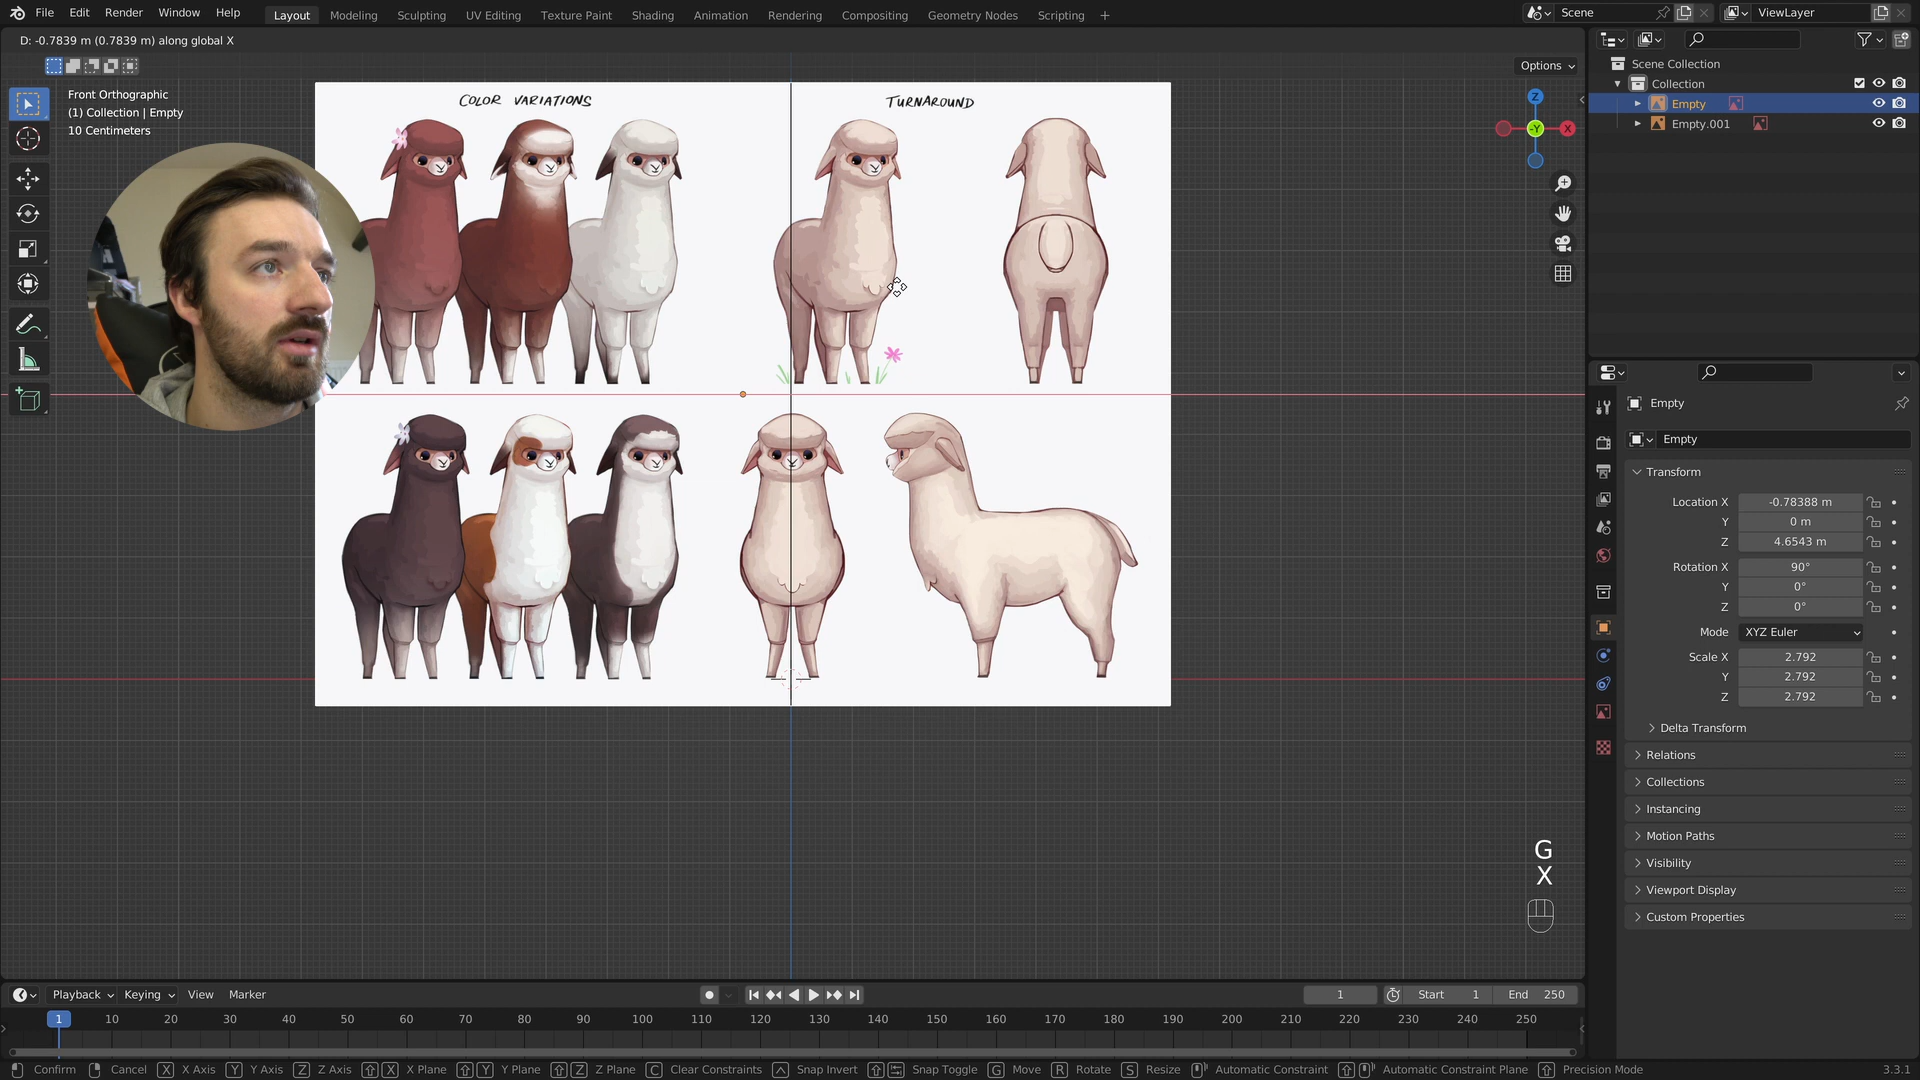 File Edit Render Window Help Layout Modeling Sculpting UV Editing Texture Paint Shading Animation Rendering Compositing Geometry Nodes Scripting + Scene ViewLayer
D: -0.7839 m (0.7839 m) along global X
Options
Front Orthographic
(1) Collection | Empty
10 Centimeters
COLOR VARIATIONS
TURNAROUND
Z
-Y
X
G
X
Scene Collection
Collection
Empty
Empty.001
Empty
Empty
Transform
Location X -0.78388 m
Y 0 m
Z 4.6543 m
Rotation X 90°
Y 0°
Z 0°
Mode XYZ Euler
Scale X 2.792
Y 2.792
Z 2.792
Delta Transform
Relations
Collections
Instancing
Motion Paths
Visibility
Viewport Display
Custom Properties
Playback Keying View Marker 1 Start 1 End 250
1 10 20 30 40 50 60 70 80 90 100 110 120 130 140 150 160 170 180 190 200 210 220 230 240 250
Confirm Cancel X X Axis Y Y Axis Z Z Axis X X Plane Y Y Plane Z Z Plane C Clear Constraints Snap Invert Snap Toggle G Move R Rotate S Resize Automatic Constraint Automatic Constraint Plane Precision Mode 3.3.1